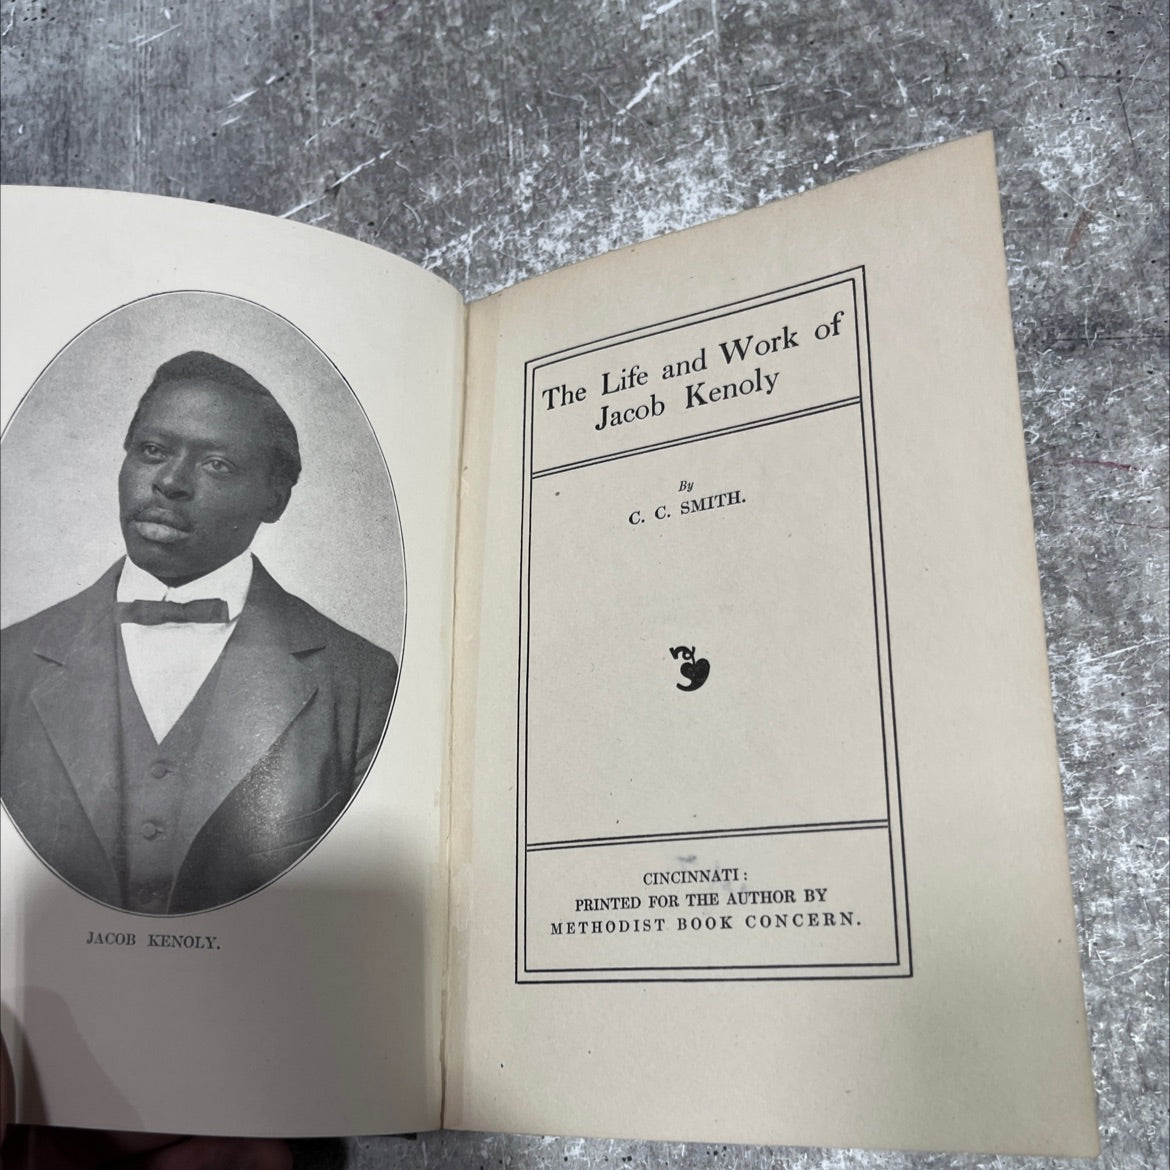 JACOB KENOLY.
The Life and Work of
Jacob Kenoly
By
C. C. SMITH.
CINCINNATI:
PRINTED FOR THE AUTHOR BY
METHODIST BOOK CONCERN.